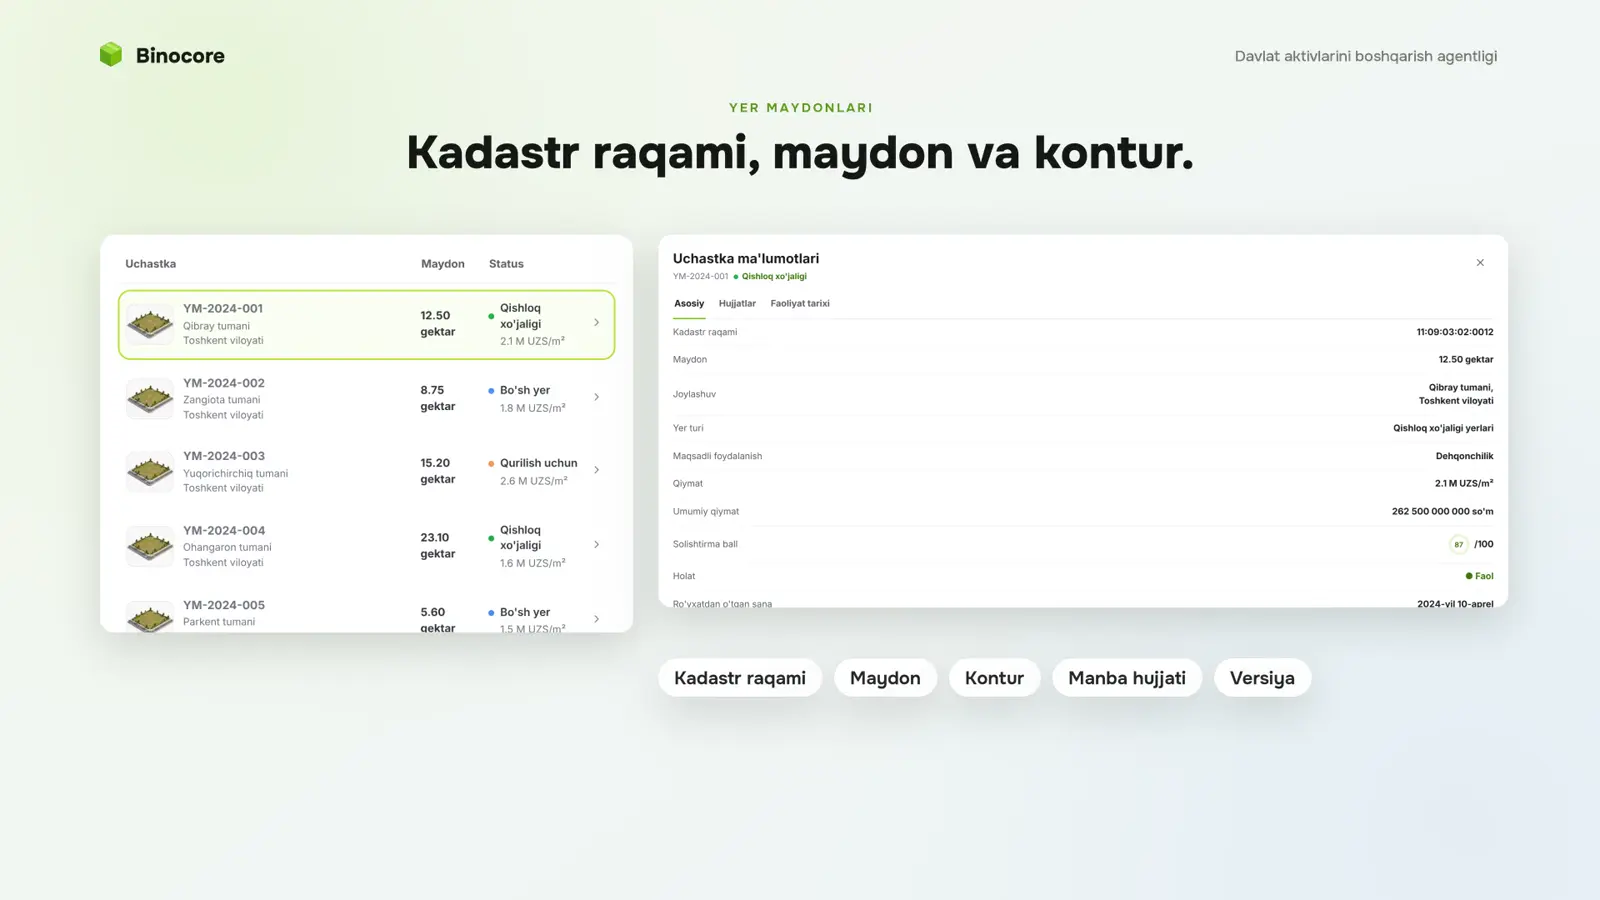 Binocore
Davlat aktivlarini boshqarish agentligi
YER MAYDONLARI
Kadastr raqami, maydon va kontur.
Uchastka Maydon Status
YM-2024-001
Qibray tumani
Toshkent viloyati
12.50
gektar
Qishloq
xo'jaligi
2.1 M UZS/m²
YM-2024-002
Zangiota tumani
Toshkent viloyati
8.75
gektar
Bo'sh yer
1.8 M UZS/m²
YM-2024-003
Yuqorichirchiq tumani
Toshkent viloyati
15.20
gektar
Qurilish uchun
2.6 M UZS/m²
YM-2024-004
Ohangaron tumani
Toshkent viloyati
23.10
gektar
Qishloq
xo'jaligi
1.6 M UZS/m²
YM-2024-005
Parkent tumani
5.60
gektar
Bo'sh yer
1.5 M UZS/m²
Uchastka ma'lumotlari
YM-2024-001 Qishloq xo'jaligi
Asosiy Hujjatlar Faoliyat tarixi
Kadastr raqami 11:09:03:02:0012
Maydon 12.50 gektar
Joylashuv Qibray tumani,
Toshkent viloyati
Yer turi Qishloq xo'jaligi yerlari
Maqsadli foydalanish Dehqonchilik
Qiymat 2.1 M UZS/m²
Umumiy qiymat 262 500 000 000 so'm
Solishtirma ball 87 /100
Holat Faol
Ro'yxatdan o'tgan sana 2024-yil 10-aprel
Kadastr raqami Maydon Kontur Manba hujjati Versiya